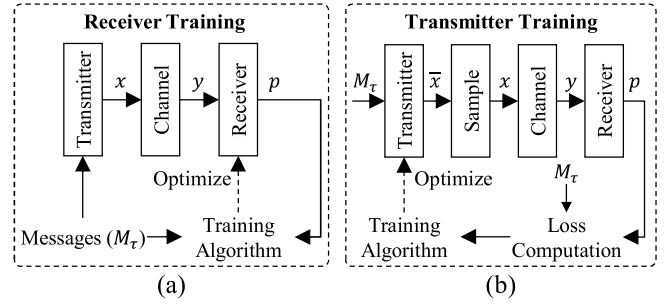 Receiver Training
Transmitter
x
Channel
y
Receiver
p
Optimize
Messages (M_τ)
Training
Algorithm
(a)
Transmitter Training
M_τ
Transmitter
x̄
Sample
x
Channel
y
Receiver
p
Optimize
M_τ
Training
Algorithm
Loss
Computation
(b)